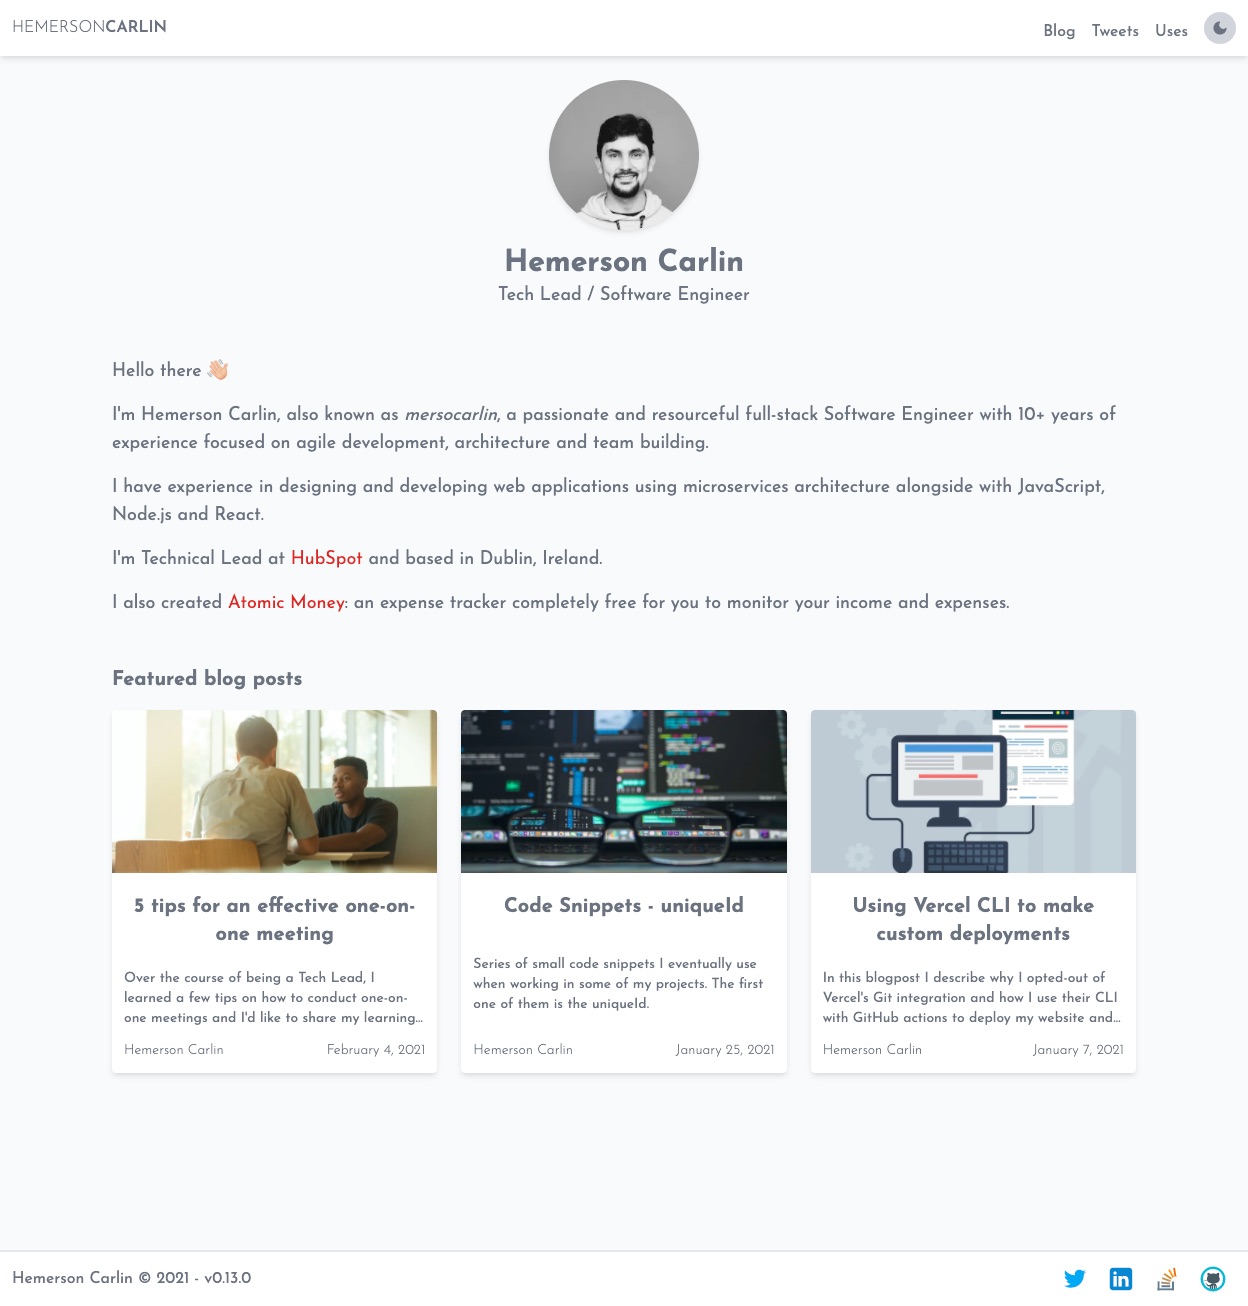 HEMERSONCARLIN
Blog Tweets Uses
Hemerson Carlin
Tech Lead / Software Engineer
Hello there 👋🏻
I'm Hemerson Carlin, also known as mersocarlin, a passionate and resourceful full-stack Software Engineer with 10+ years of
experience focused on agile development, architecture and team building.
I have experience in designing and developing web applications using microservices architecture alongside with JavaScript,
Node.js and React.
I'm Technical Lead at HubSpot and based in Dublin, Ireland.
I also created Atomic Money: an expense tracker completely free for you to monitor your income and expenses.
Featured blog posts
5 tips for an effective one-on-
one meeting
Over the course of being a Tech Lead, I
learned a few tips on how to conduct one-on-
one meetings and I'd like to share my learning…
Hemerson Carlin February 4, 2021
Code Snippets - uniqueId
Series of small code snippets I eventually use
when working in some of my projects. The first
one of them is the uniqueId.
Hemerson Carlin January 25, 2021
Using Vercel CLI to make
custom deployments
In this blogpost I describe why I opted-out of
Vercel's Git integration and how I use their CLI
with GitHub actions to deploy my website and…
Hemerson Carlin January 7, 2021
Hemerson Carlin © 2021 - v0.13.0
in